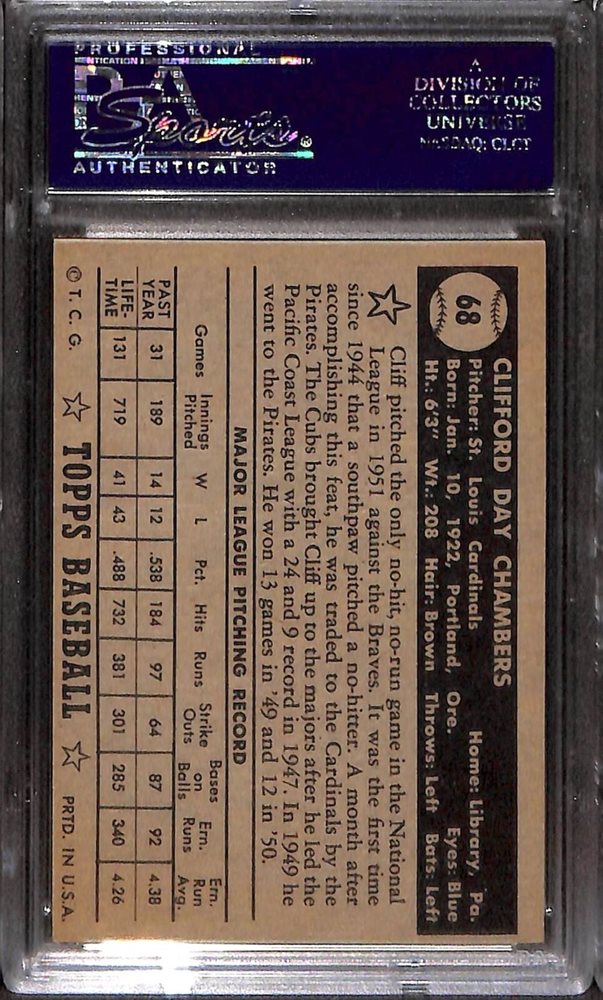 PROFESSIONAL
PSA
Sports®
AUTHENTICATOR
A
DIVISION OF
COLLECTORS
UNIVERSE
NASDAQ: CLCT
68
CLIFFORD DAY CHAMBERS
Pitcher: St. Louis Cardinals Home: Library, Pa.
Born: Jan. 10, 1922, Portland, Ore. Eyes: Blue
Ht.: 6'3" Wt.: 208 Hair: Brown Throws: Left Bats: Left
Cliff pitched the only no-hit, no-run game in the National
League in 1951 against the Braves. It was the first time
since 1944 that a southpaw pitched a no-hitter. A month after
accomplishing this feat, he was traded to the Cardinals by the
Pirates. The Cubs brought Cliff up to the majors after he led the
Pacific Coast League with a 24 and 9 record in 1947. In 1949 he
went to the Pirates. He won 13 games in '49 and 12 in '50.
MAJOR LEAGUE PITCHING RECORD
Games Innings Pitched W L Pct. Hits Runs Strike Outs Bases on Balls Ern. Runs Ern. Run Avg.
PAST YEAR 31 189 14 12 .538 184 97 64 87 92 4.38
LIFE-TIME 131 719 41 43 .488 732 381 301 285 340 4.26
© T. C. G. TOPPS BASEBALL PRTD. IN U.S.A.